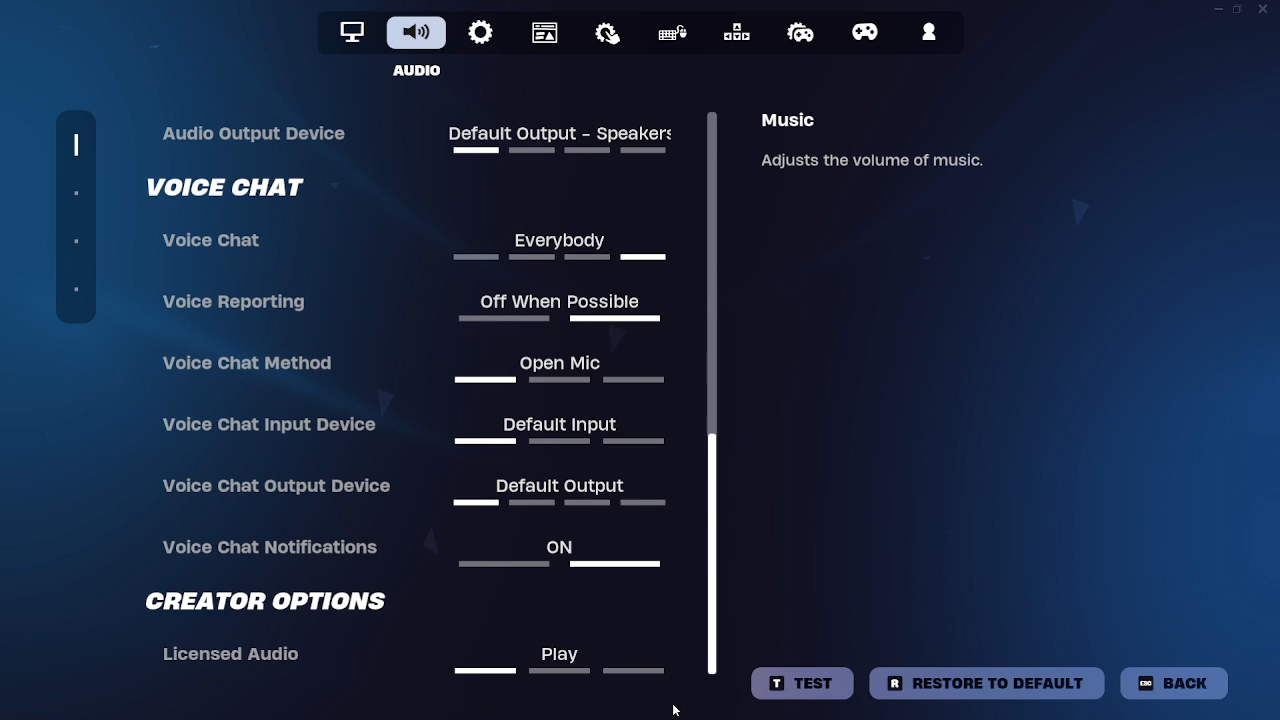 AUDIO
Audio Output Device
Default Output - Speakers
VOICE CHAT
Voice Chat
Everybody
Voice Reporting
Off When Possible
Voice Chat Method
Open Mic
Voice Chat Input Device
Default Input
Voice Chat Output Device
Default Output
Voice Chat Notifications
ON
CREATOR OPTIONS
Licensed Audio
Play
Music
Adjusts the volume of music.
T TEST
R RESTORE TO DEFAULT
ESC BACK